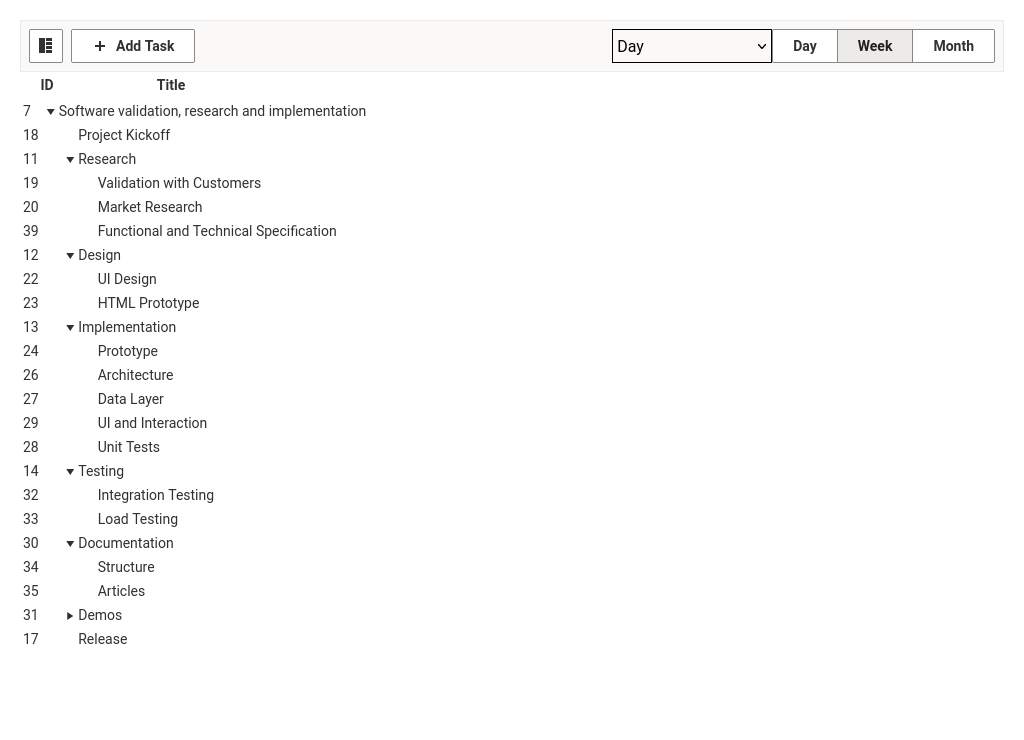 Add Task Day Day Week Month
ID Title
7 Software validation, research and implementation
18 Project Kickoff
11 Research
19 Validation with Customers
20 Market Research
39 Functional and Technical Specification
12 Design
22 UI Design
23 HTML Prototype
13 Implementation
24 Prototype
26 Architecture
27 Data Layer
29 UI and Interaction
28 Unit Tests
14 Testing
32 Integration Testing
33 Load Testing
30 Documentation
34 Structure
35 Articles
31 Demos
17 Release